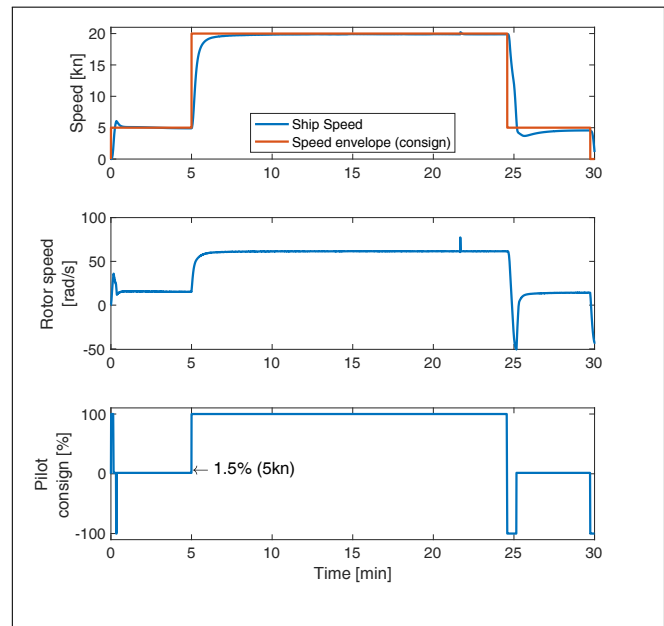 20
15
10
5
0
Speed [kn]
Ship Speed
Speed envelope (consign)
0 5 10 15 20 25 30
100
50
0
-50
Rotor speed
[rad/s]
0 5 10 15 20 25 30
100
0
-100
Pilot
consign [%]
← 1.5% (5kn)
0 5 10 15 20 25 30
Time [min]